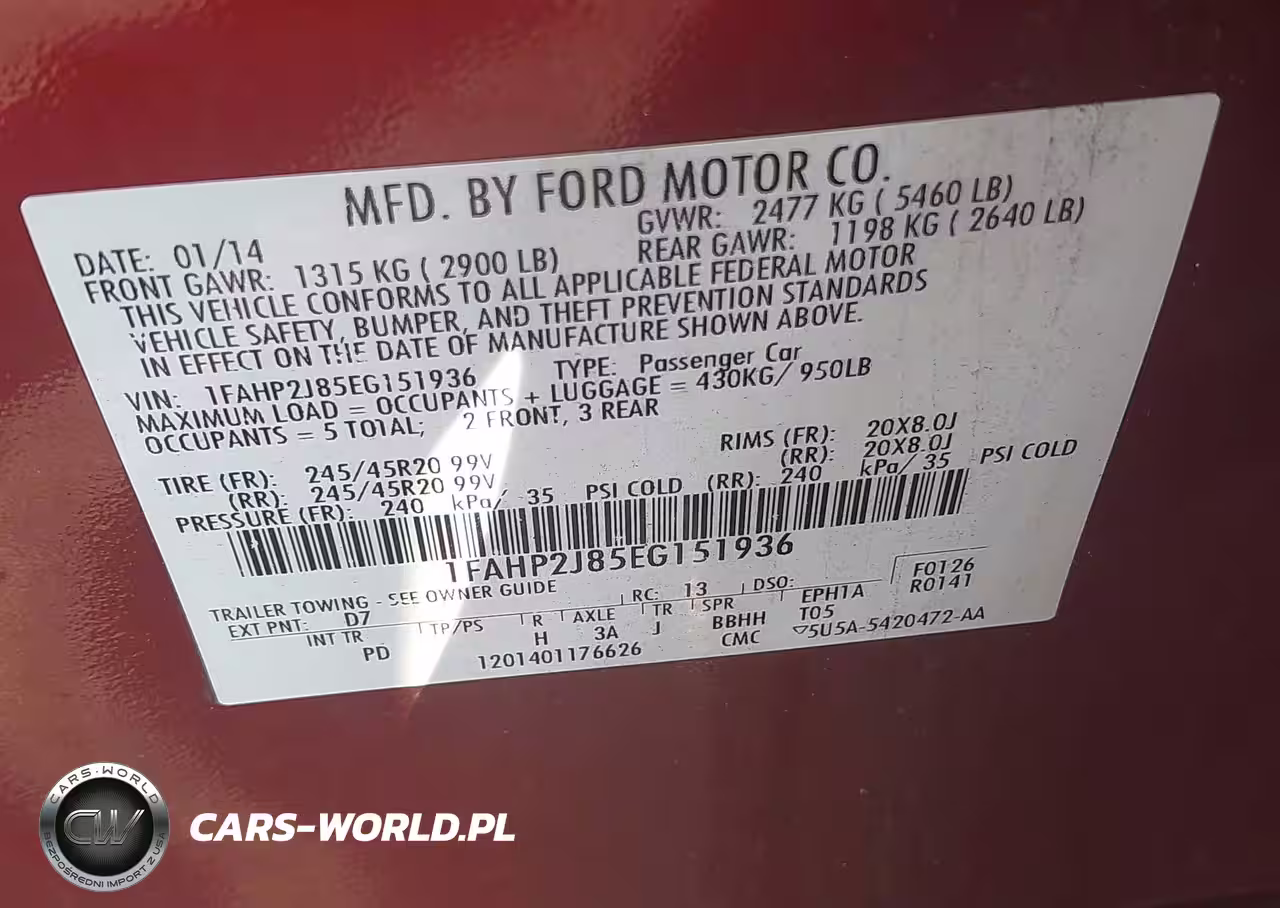 MFD. BY FORD MOTOR CO.
DATE: 01/14 GVWR: 2477 KG ( 5460 LB)
FRONT GAWR: 1315 KG ( 2900 LB) REAR GAWR: 1198 KG ( 2640 LB)
THIS VEHICLE CONFORMS TO ALL APPLICABLE FEDERAL MOTOR
VEHICLE SAFETY, BUMPER, AND THEFT PREVENTION STANDARDS
IN EFFECT ON THE DATE OF MANUFACTURE SHOWN ABOVE.
VIN: 1FAHP2J85EG151936 TYPE: Passenger Car
MAXIMUM LOAD = OCCUPANTS + LUGGAGE = 430KG/ 950LB
OCCUPANTS = 5 TOTAL; 2 FRONT, 3 REAR
TIRE (FR): 245/45R20 99V RIMS (FR): 20X8.0J
(RR): 245/45R20 99V (RR): 20X8.0J
PRESSURE (FR): 240 kPa/ 35 PSI COLD (RR): 240 kPa/ 35 PSI COLD
1FAHP2J85EG151936
TRAILER TOWING - SEE OWNER GUIDE RC: 13 DSO: F0126
EXT PNT: D7 TP/PS R AXLE TR SPR EPH1A R0141
INT TR H 3A J BBHH T05
PD 1201401176626 CMC 5U5A-5420472-AA
CARS-WORLD
CW
BEZPOŚREDNI IMPORT Z USA
CARS-WORLD.PL